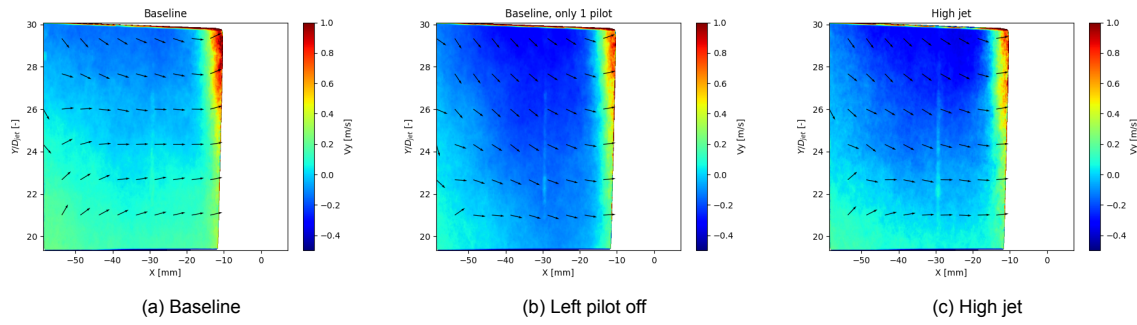 Baseline
30
28
26
24
22
20
Y/Djet [-]
−50 −40 −30 −20 −10 0
X [mm]
1.0
0.8
0.6
0.4
0.2
0.0
−0.2
−0.4
Vy [m/s]
(a) Baseline
Baseline, only 1 pilot
30
28
26
24
22
20
Y/Djet [-]
−50 −40 −30 −20 −10 0
X [mm]
1.0
0.8
0.6
0.4
0.2
0.0
−0.2
−0.4
Vy [m/s]
(b) Left pilot off
High jet
30
28
26
24
22
20
Y/Djet [-]
−50 −40 −30 −20 −10 0
X [mm]
1.0
0.8
0.6
0.4
0.2
0.0
−0.2
−0.4
Vy [m/s]
(c) High jet